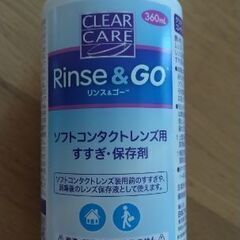 CLEAR
CARE
360mL
Rinse & GO
リンス&ゴー™
ソフトコンタクトレンズ用
すすぎ・保存剤
ソフトコンタクトレンズ装用前のすすぎや、
消毒後のレンズ保存液として使えます。